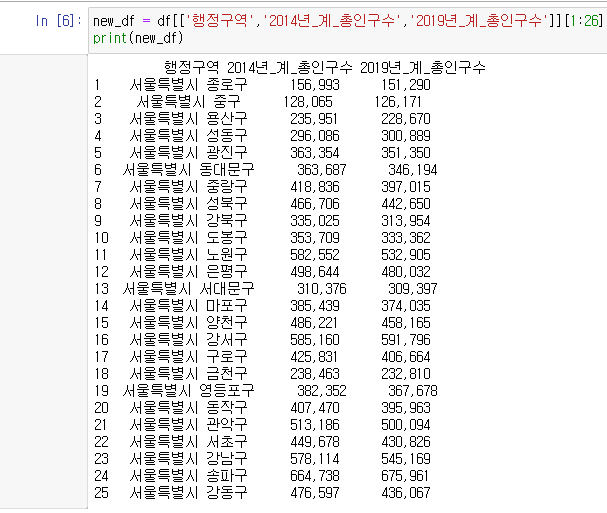 In [6]: new_df = df[['행정구역','2014년_계_총인구수','2019년_계_총인구수']][1:26]
print(new_df)
행정구역 2014년_계_총인구수 2019년_계_총인구수
1 서울특별시 종로구 156,993 151,290
2 서울특별시 중구 128,065 126,171
3 서울특별시 용산구 235,951 228,670
4 서울특별시 성동구 296,086 300,889
5 서울특별시 광진구 363,354 351,350
6 서울특별시 동대문구 363,687 346,194
7 서울특별시 중랑구 418,836 397,015
8 서울특별시 성북구 466,706 442,650
9 서울특별시 강북구 335,025 313,954
10 서울특별시 도봉구 353,709 333,362
11 서울특별시 노원구 582,552 532,905
12 서울특별시 은평구 498,644 480,032
13 서울특별시 서대문구 310,376 309,397
14 서울특별시 마포구 385,439 374,035
15 서울특별시 양천구 486,221 458,165
16 서울특별시 강서구 585,160 591,796
17 서울특별시 구로구 425,831 406,664
18 서울특별시 금천구 238,463 232,810
19 서울특별시 영등포구 382,352 367,678
20 서울특별시 동작구 407,470 395,963
21 서울특별시 관악구 513,186 500,094
22 서울특별시 서초구 449,678 430,826
23 서울특별시 강남구 578,114 545,169
24 서울특별시 송파구 664,738 675,961
25 서울특별시 강동구 476,597 436,067